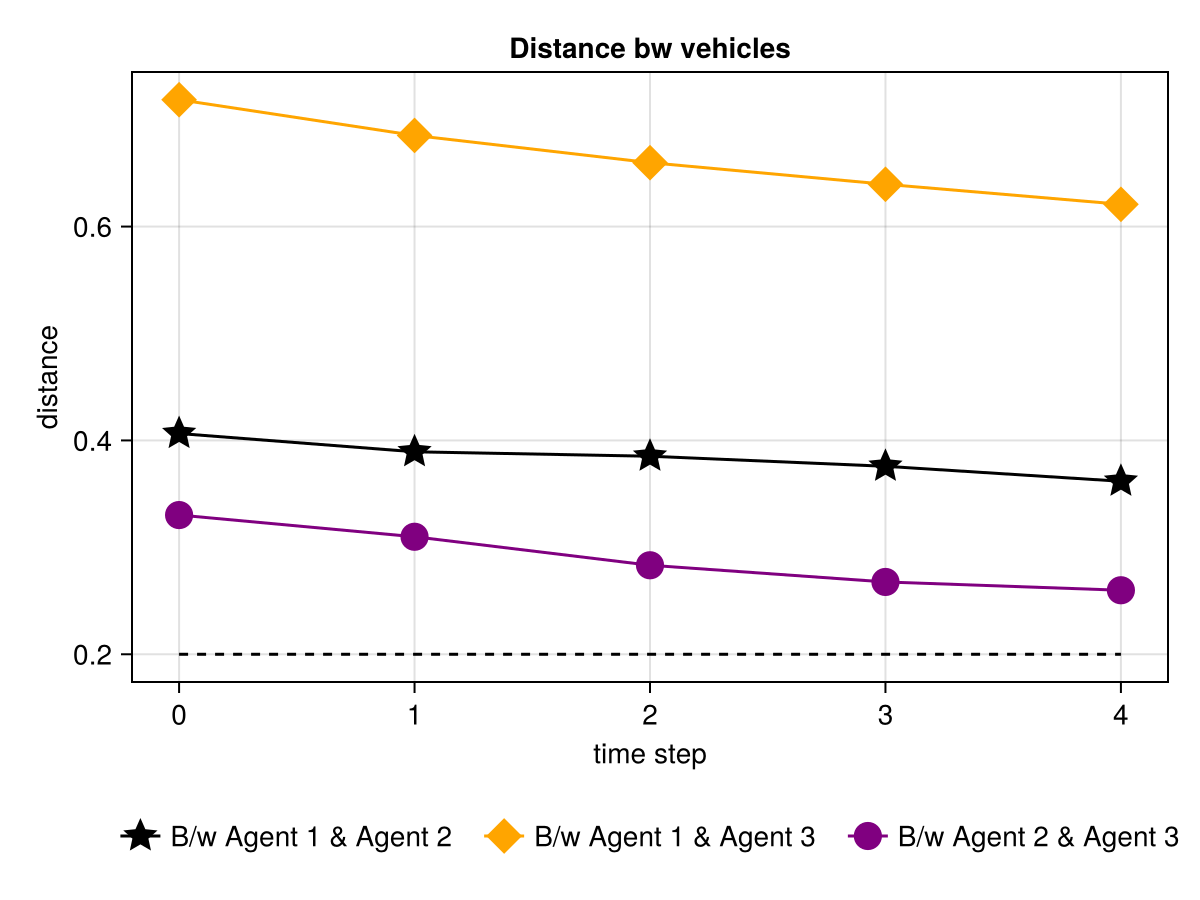 Distance bw vehicles
0.6
0.4
0.2
distance
0 1 2 3 4
time step
B/w Agent 1 & Agent 2 B/w Agent 1 & Agent 3 B/w Agent 2 & Agent 3